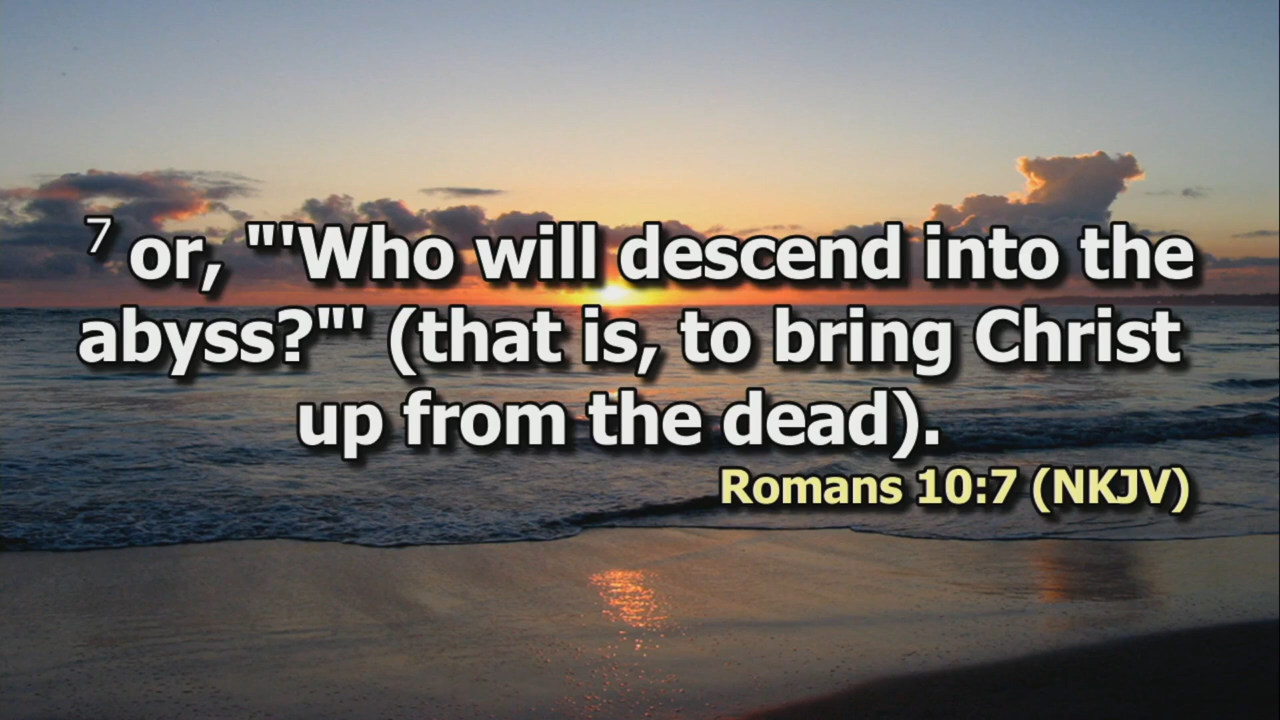 7 or, "'Who will descend into the
abyss?"' (that is, to bring Christ
up from the dead).
Romans 10:7 (NKJV)